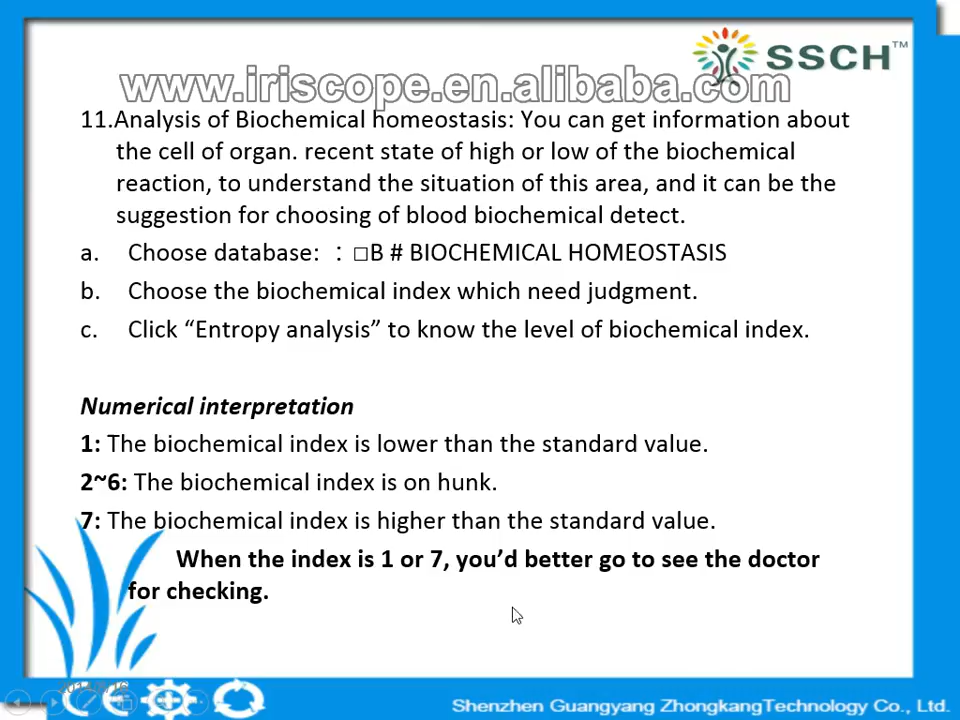 SSCH™
www.iriscope.en.alibaba.com
11.Analysis of Biochemical homeostasis: You can get information about
the cell of organ. recent state of high or low of the biochemical
reaction, to understand the situation of this area, and it can be the
suggestion for choosing of blood biochemical detect.
a. Choose database: ：□B # BIOCHEMICAL HOMEOSTASIS
b. Choose the biochemical index which need judgment.
c. Click “Entropy analysis” to know the level of biochemical index.
Numerical interpretation
1: The biochemical index is lower than the standard value.
2~6: The biochemical index is on hunk.
7: The biochemical index is higher than the standard value.
When the index is 1 or 7, you’d better go to see the doctor
for checking.
Shenzhen Guangyang ZhongkangTechnology Co., Ltd.